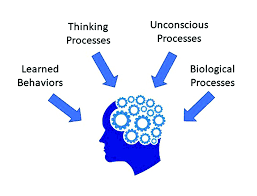 Thinking
Processes
Unconscious
Processes
Learned
Behaviors
Biological
Processes